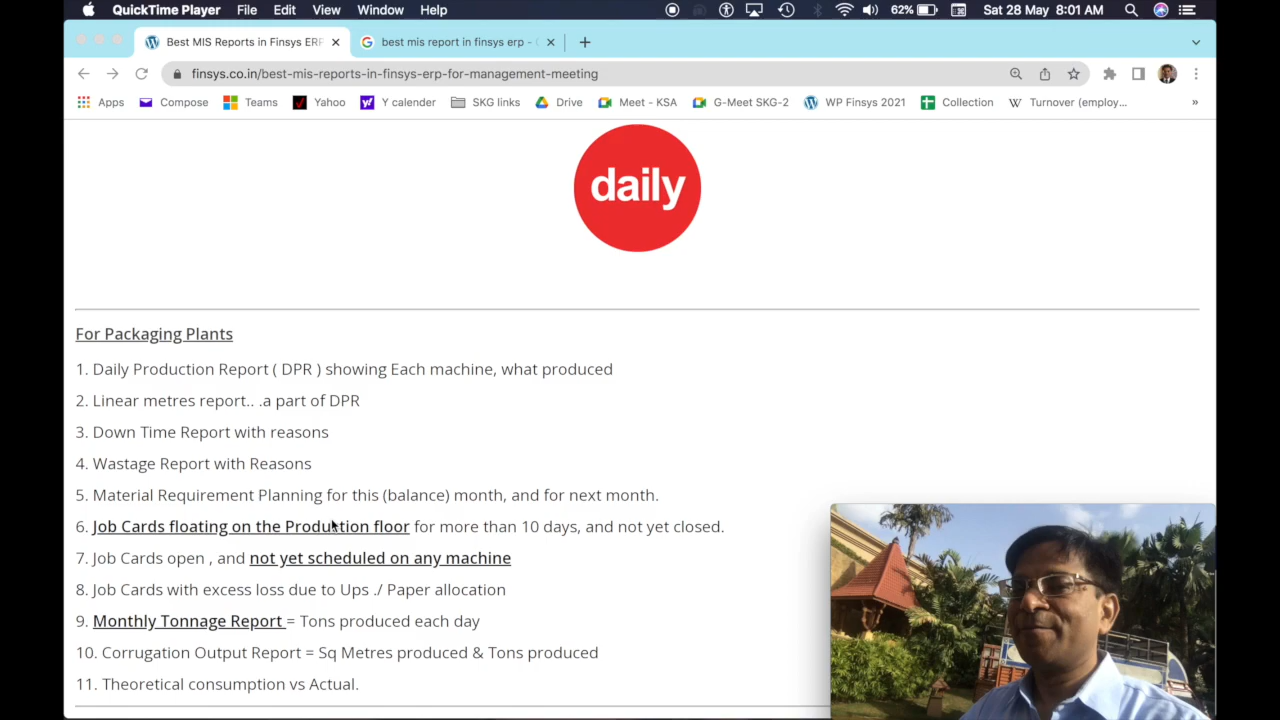 QuickTime Player File Edit View Window Help 62% Sat 28 May 8:01 AM
Best MIS Reports in Finsys ERP best mis report in finsys erp - (
finsys.co.in/best-mis-reports-in-finsys-erp-for-management-meeting
Apps Compose Teams Yahoo Y calender SKG links Drive Meet - KSA G-Meet SKG-2 WP Finsys 2021 Collection Turnover (employ... »
daily
For Packaging Plants
1. Daily Production Report ( DPR ) showing Each machine, what produced
2. Linear metres report.. .a part of DPR
3. Down Time Report with reasons
4. Wastage Report with Reasons
5. Material Requirement Planning for this (balance) month, and for next month.
6. Job Cards floating on the Production floor for more than 10 days, and not yet closed.
7. Job Cards open , and not yet scheduled on any machine
8. Job Cards with excess loss due to Ups ./ Paper allocation
9. Monthly Tonnage Report = Tons produced each day
10. Corrugation Output Report = Sq Metres produced & Tons produced
11. Theoretical consumption vs Actual.